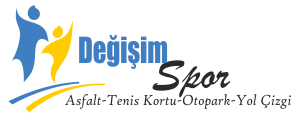 Değişim
Spor
Asfalt-Tenis Kortu-Otopark-Yol Çizgi